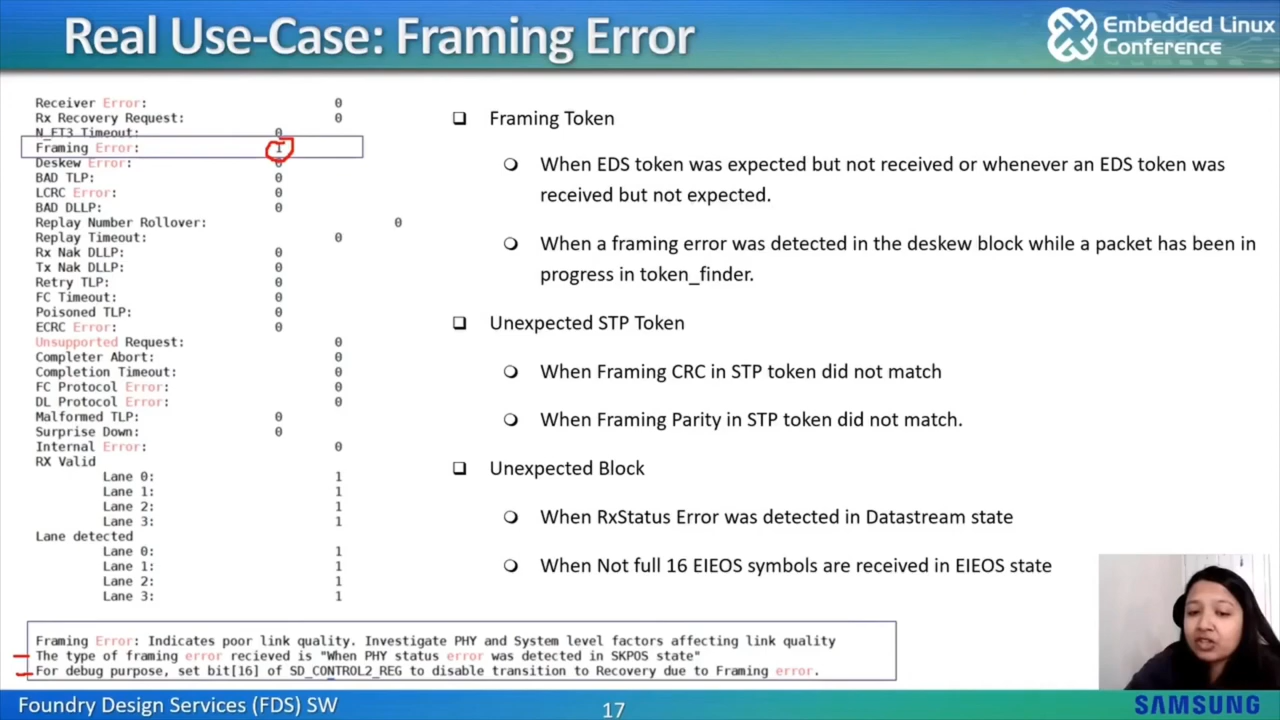 Real Use-Case: Framing Error
Embedded Linux
Conference
Receiver Error: 0
Rx Recovery Request: 0
N_FT3 Timeout: 0
Framing Error: 1
Deskew Error: 0
BAD TLP: 0
LCRC Error: 0
BAD DLLP: 0
Replay Number Rollover: 0
Replay Timeout: 0
Rx Nak DLLP: 0
Tx Nak DLLP: 0
Retry TLP: 0
FC Timeout: 0
Poisoned TLP: 0
ECRC Error: 0
Unsupported Request: 0
Completer Abort: 0
Completion Timeout: 0
FC Protocol Error: 0
DL Protocol Error: 0
Malformed TLP: 0
Surprise Down: 0
Internal Error: 0
RX Valid
Lane 0: 1
Lane 1: 1
Lane 2: 1
Lane 3: 1
Lane detected
Lane 0: 1
Lane 1: 1
Lane 2: 1
Lane 3: 1
Framing Token
When EDS token was expected but not received or whenever an EDS token was
received but not expected.
When a framing error was detected in the deskew block while a packet has been in
progress in token_finder.
Unexpected STP Token
When Framing CRC in STP token did not match
When Framing Parity in STP token did not match.
Unexpected Block
When RxStatus Error was detected in Datastream state
When Not full 16 EIEOS symbols are received in EIEOS state
Framing Error: Indicates poor link quality. Investigate PHY and System level factors affecting link quality
The type of framing error recieved is "When PHY status error was detected in SKPOS state"
For debug purpose, set bit[16] of SD_CONTROL2_REG to disable transition to Recovery due to Framing error.
Foundry Design Services (FDS) SW
17
SAMSUNG